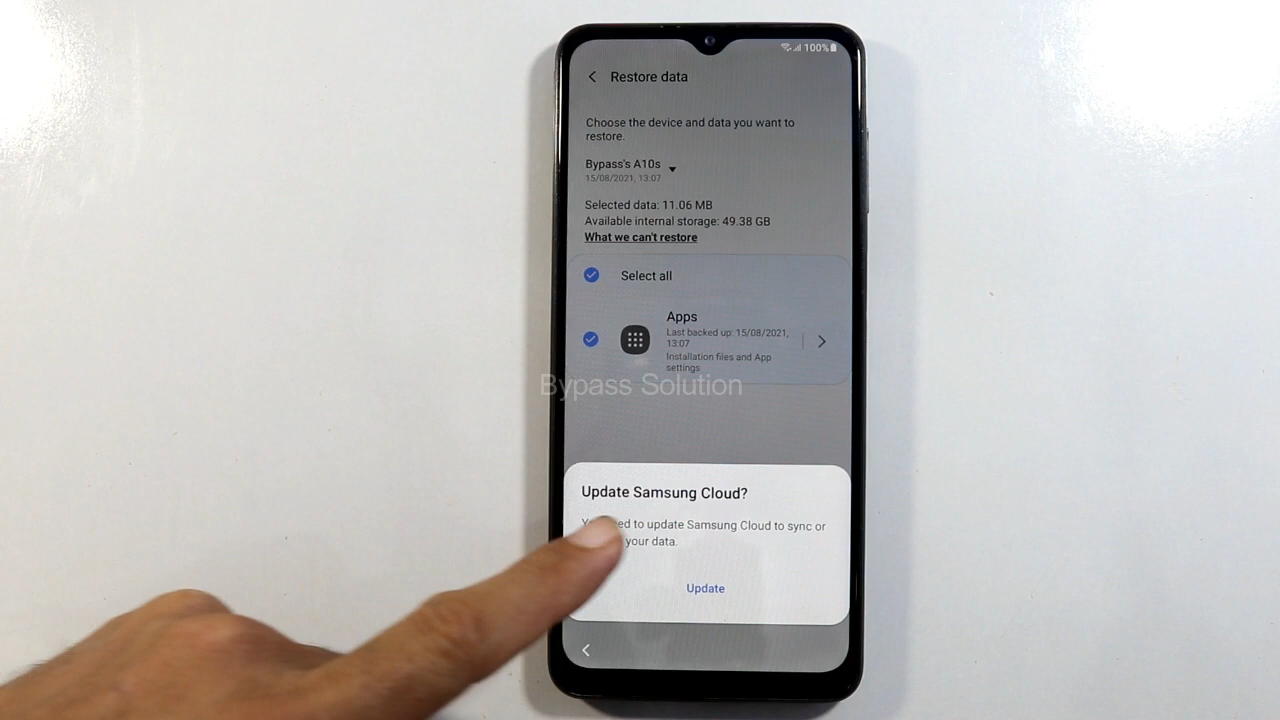 100%
Restore data
Choose the device and data you want to
restore.
Bypass's A10s
15/08/2021, 13:07
Selected data: 11.06 MB
Available internal storage: 49.38 GB
What we can't restore
Select all
Apps
Last backed up: 15/08/2021,
13:07
Installation files and App
settings
Bypass Solution
Update Samsung Cloud?
to update Samsung Cloud to sync or
your data.
Update